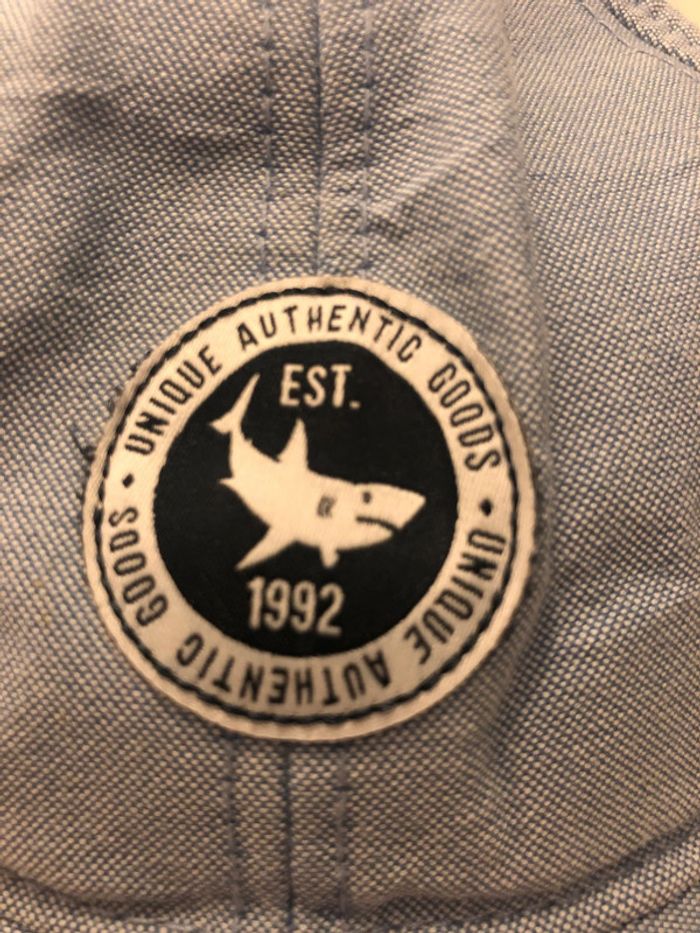 UNIQUE AUTHENTIC GOODS • UNIQUE AUTHENTIC GOODS •
EST.
1992